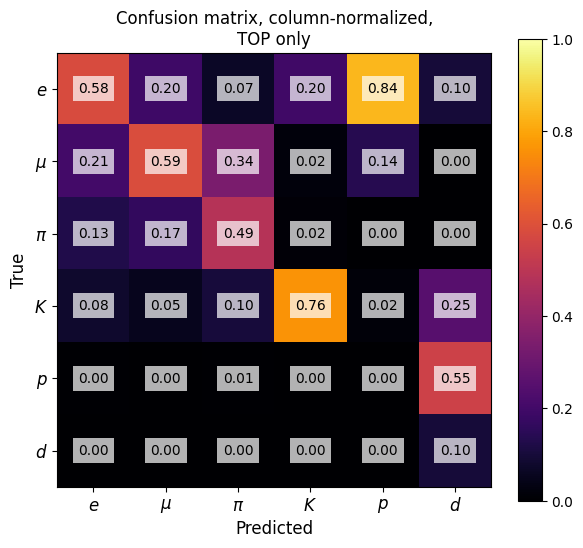 Confusion matrix, column-normalized,
TOP only
True
e 0.58 0.20 0.07 0.20 0.84 0.10
μ 0.21 0.59 0.34 0.02 0.14 0.00
π 0.13 0.17 0.49 0.02 0.00 0.00
K 0.08 0.05 0.10 0.76 0.02 0.25
p 0.00 0.00 0.01 0.00 0.00 0.55
d 0.00 0.00 0.00 0.00 0.00 0.10
e μ π K p d
Predicted
1.0
0.8
0.6
0.4
0.2
0.0